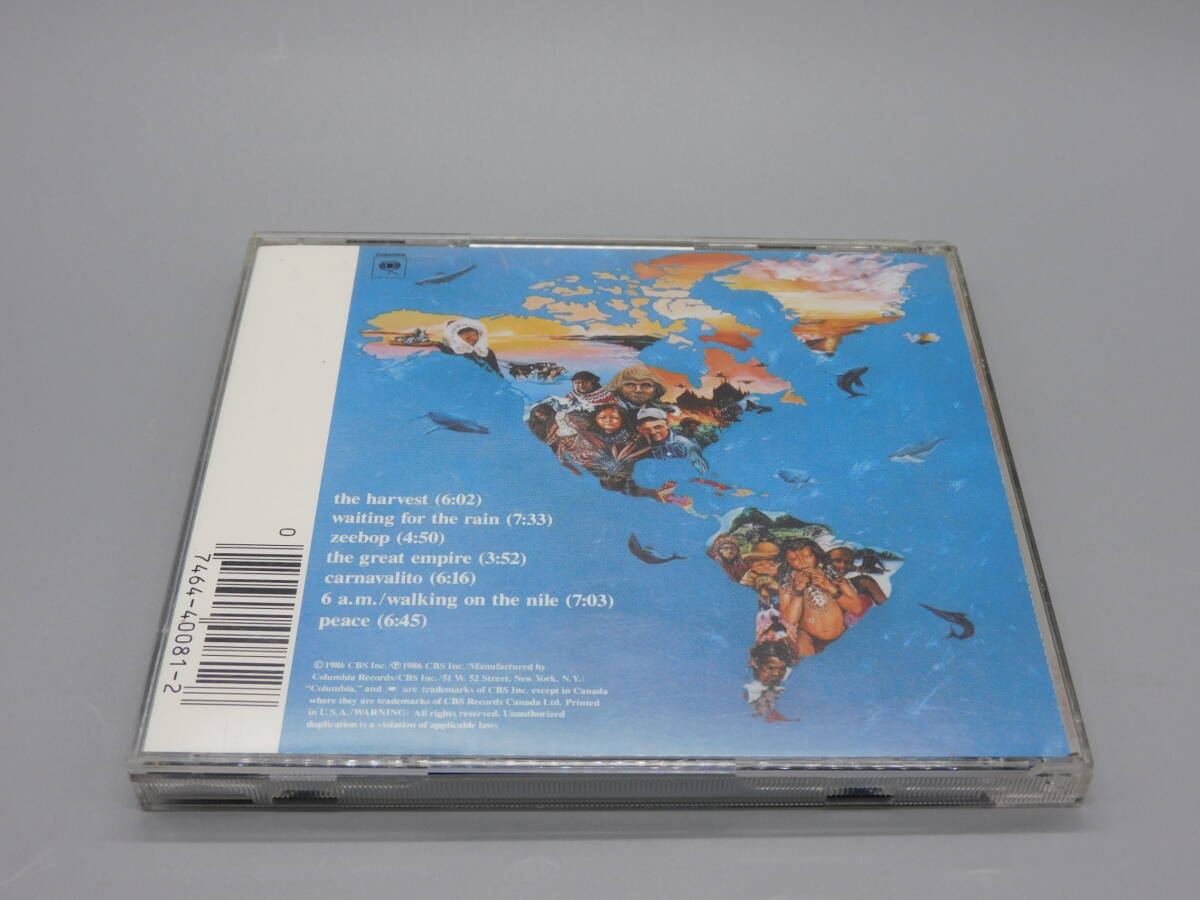 Columbia
the harvest (6:02)
waiting for the rain (7:33)
zeebop (4:50)
the great empire (3:52)
carnavalito (6:16)
6 a.m./walking on the nile (7:03)
peace (6:45)
©1986 CBS Inc./℗1986 CBS Inc./Manufactured by
Columbia Records/CBS Inc./51 W. 52 Street, New York, N.Y./
"Columbia," and are trademarks of CBS Inc. except in Canada
where they are trademarks of CBS Records Canada Ltd. Printed
in U.S.A./WARNING: All rights reserved. Unauthorized
duplication is a violation of applicable laws
0
7464-40081-2